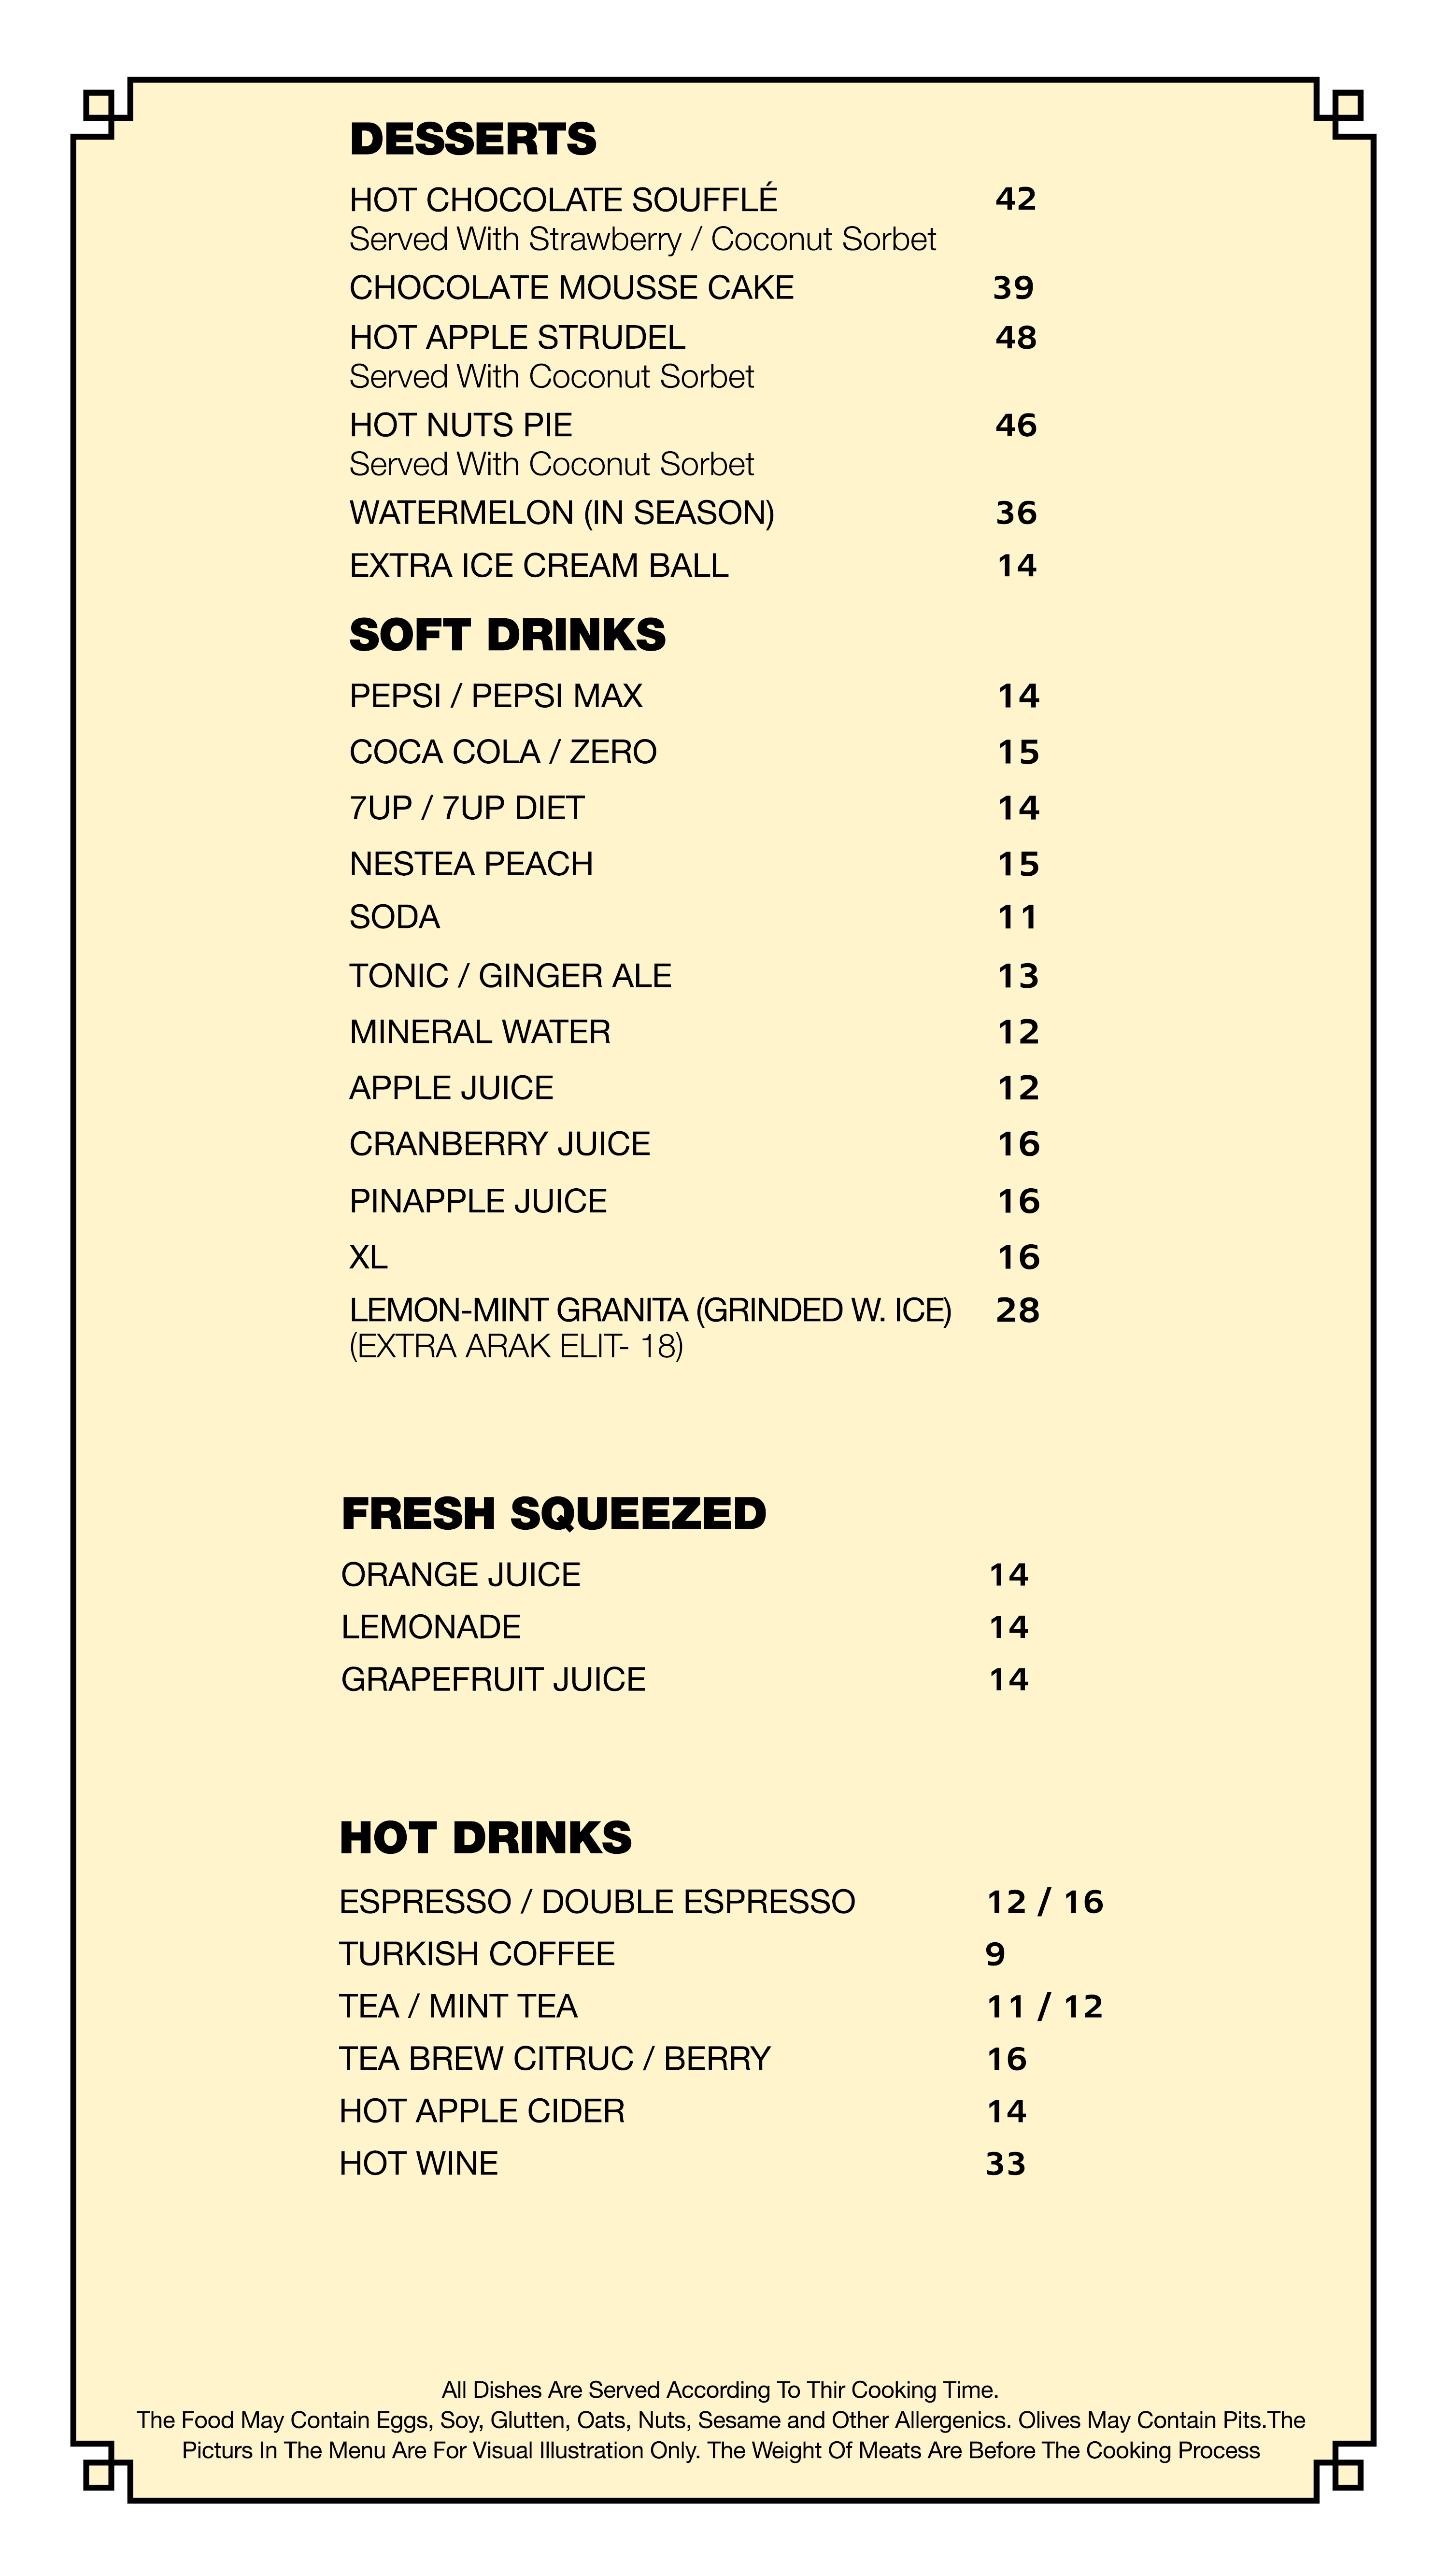 DESSERTS
HOT CHOCOLATE SOUFFLÉ 42
Served With Strawberry / Coconut Sorbet
CHOCOLATE MOUSSE CAKE 39
HOT APPLE STRUDEL 48
Served With Coconut Sorbet
HOT NUTS PIE 46
Served With Coconut Sorbet
WATERMELON (IN SEASON) 36
EXTRA ICE CREAM BALL 14
SOFT DRINKS
PEPSI / PEPSI MAX 14
COCA COLA / ZERO 15
7UP / 7UP DIET 14
NESTEA PEACH 15
SODA 11
TONIC / GINGER ALE 13
MINERAL WATER 12
APPLE JUICE 12
CRANBERRY JUICE 16
PINAPPLE JUICE 16
XL 16
LEMON-MINT GRANITA (GRINDED W. ICE) 28
(EXTRA ARAK ELIT- 18)
FRESH SQUEEZED
ORANGE JUICE 14
LEMONADE 14
GRAPEFRUIT JUICE 14
HOT DRINKS
ESPRESSO / DOUBLE ESPRESSO 12 / 16
TURKISH COFFEE 9
TEA / MINT TEA 11 / 12
TEA BREW CITRUC / BERRY 16
HOT APPLE CIDER 14
HOT WINE 33
All Dishes Are Served According To Thir Cooking Time.
The Food May Contain Eggs, Soy, Glutten, Oats, Nuts, Sesame and Other Allergenics. Olives May Contain Pits.The
Picturs In The Menu Are For Visual Illustration Only. The Weight Of Meats Are Before The Cooking Process